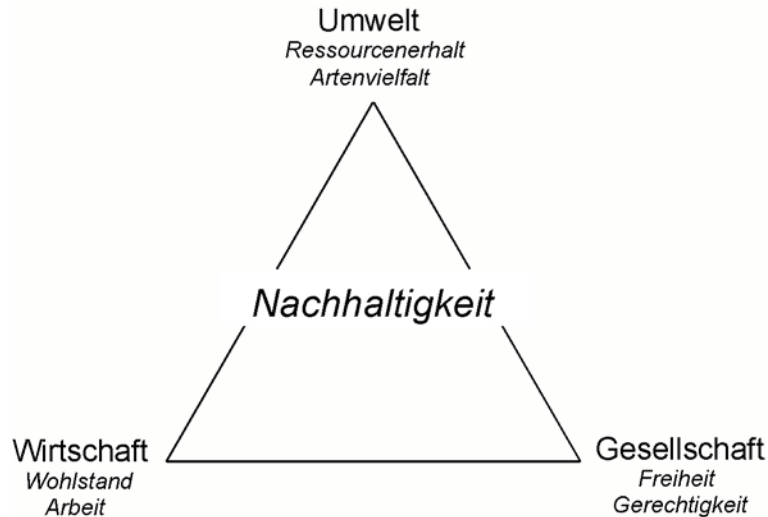 Umwelt
Ressourcenerhalt
Artenvielfalt
Nachhaltigkeit
Wirtschaft
Wohlstand
Arbeit
Gesellschaft
Freiheit
Gerechtigkeit